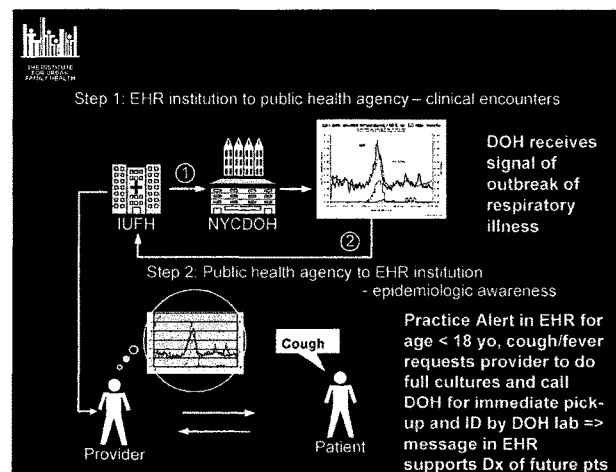 THE INSTITUTE
FOR URBAN
FAMILY HEALTH
Step 1: EHR institution to public health agency – clinical encounters
DOH receives
signal of
outbreak of
respiratory
illness
1
IUFH
NYCDOH
2
Step 2: Public health agency to EHR institution
- epidemiologic awareness
Cough
Practice Alert in EHR for
age < 18 yo, cough/fever
requests provider to do
full cultures and call
DOH for immediate pick-
up and ID by DOH lab =>
message in EHR
supports Dx of future pts
Provider
Patient